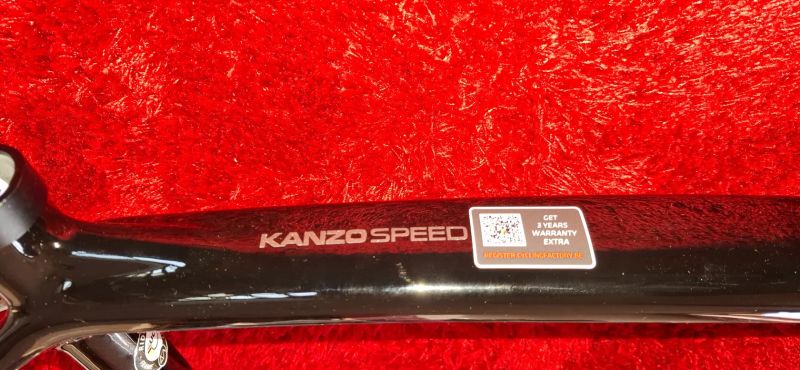 KANZO SPEED
GET
3 YEARS
WARRANTY
EXTRA
REGISTER.CYCLINGFACTORY.BE